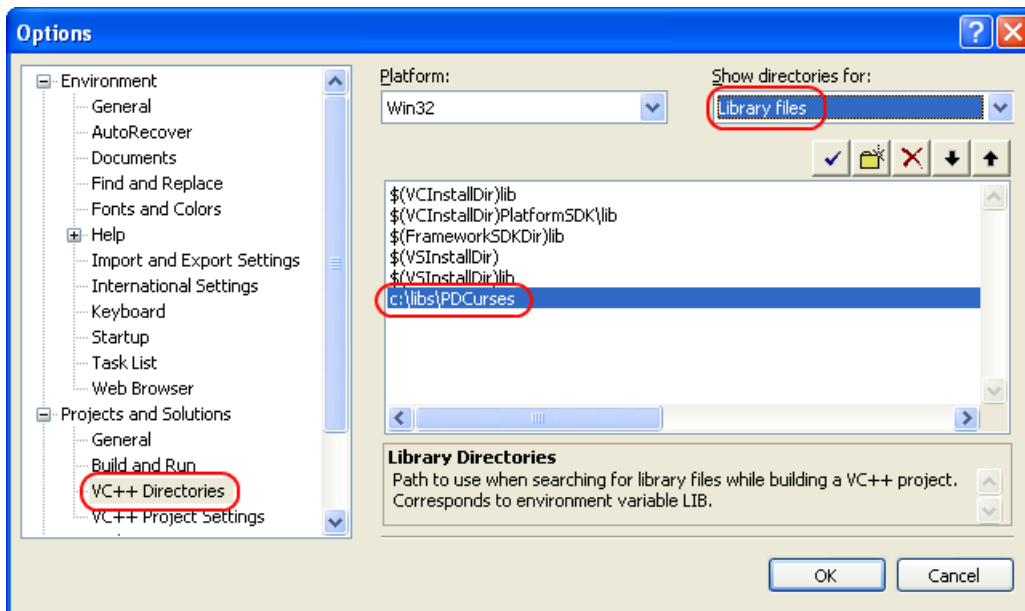 Options
Environment
General
AutoRecover
Documents
Find and Replace
Fonts and Colors
Help
Import and Export Settings
International Settings
Keyboard
Startup
Task List
Web Browser
Projects and Solutions
General
Build and Run
VC++ Directories
VC++ Project Settings
Platform:
Win32
Show directories for:
Library files
$(VCInstallDir)lib
$(VCInstallDir)PlatformSDK\lib
$(FrameworkSDKDir)lib
$(VSInstallDir)
$(VSInstallDir)lib
c:\libs\PDCurses
Library Directories
Path to use when searching for library files while building a VC++ project.
Corresponds to environment variable LIB.
OK
Cancel